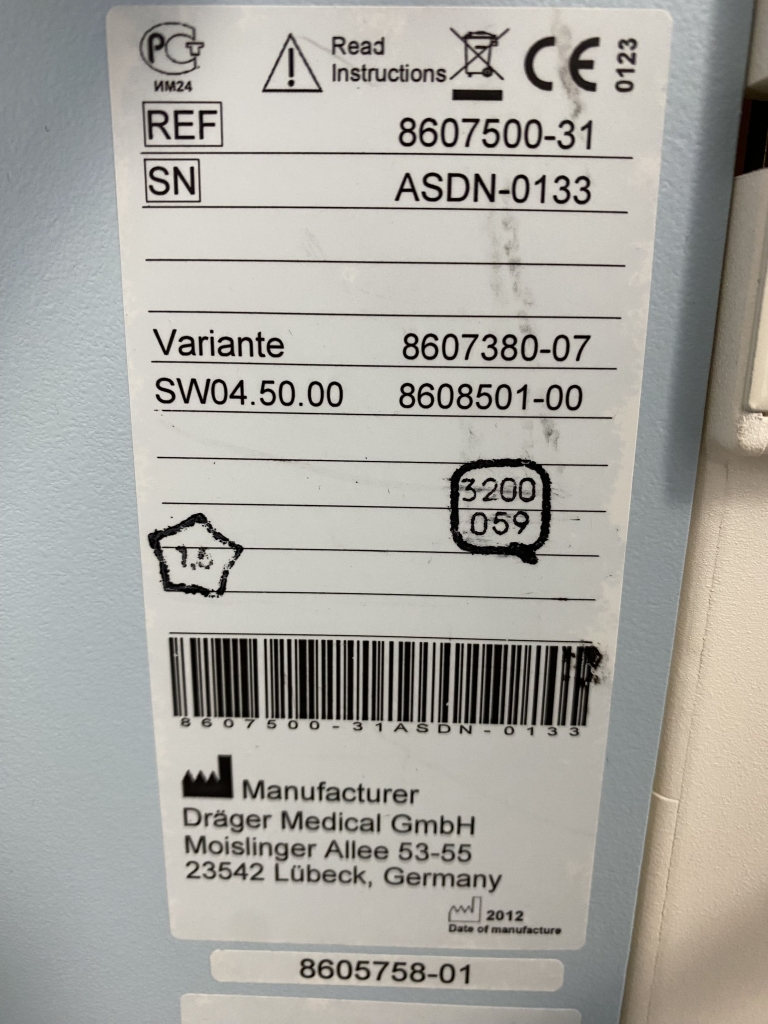 РСТ
ИМ24
Read
Instructions
CE 0123
REF 8607500-31
SN ASDN-0133
Variante 8607380-07
SW04.50.00 8608501-00
3200
059
8607500-31ASDN-0133
Manufacturer
Dräger Medical GmbH
Moislinger Allee 53-55
23542 Lübeck, Germany
2012
Date of manufacture
8605758-01